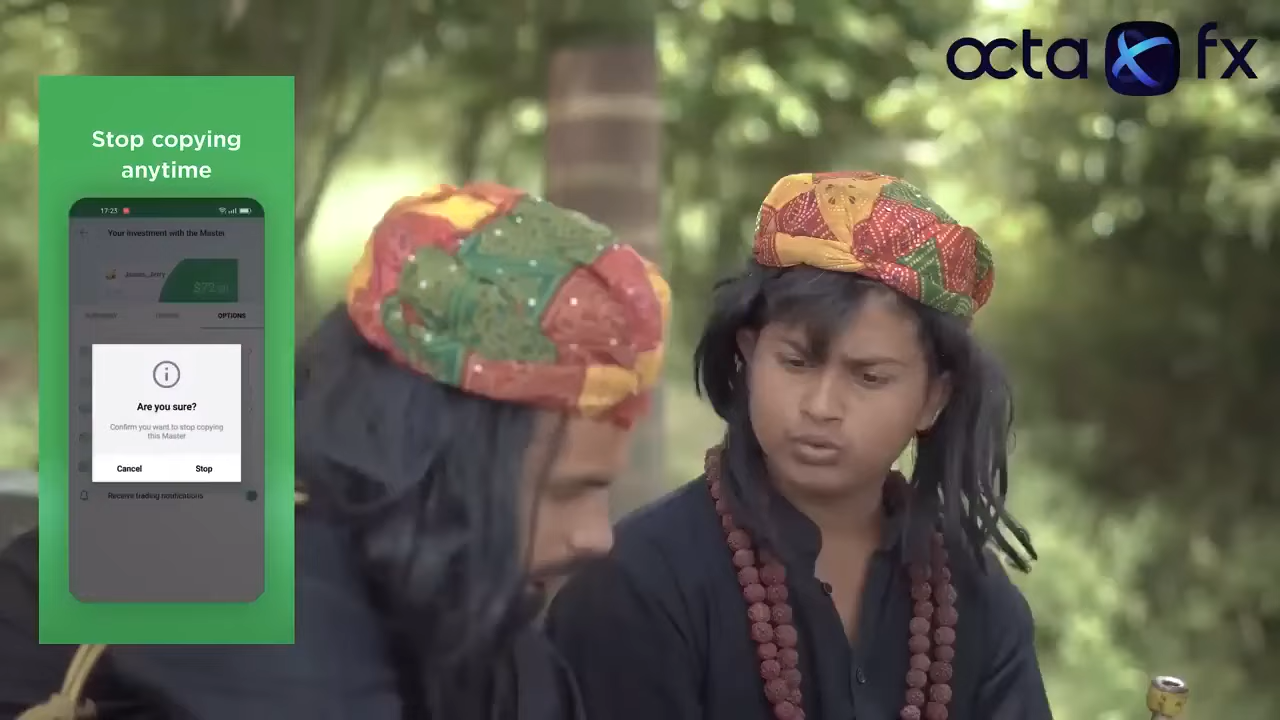 octa fx
Stop copying
anytime
17:23
Your investment with the Master
OPTIONS
Are you sure?
Confirm you want to stop copying
this Master
Cancel
Stop
Receive trading notifications